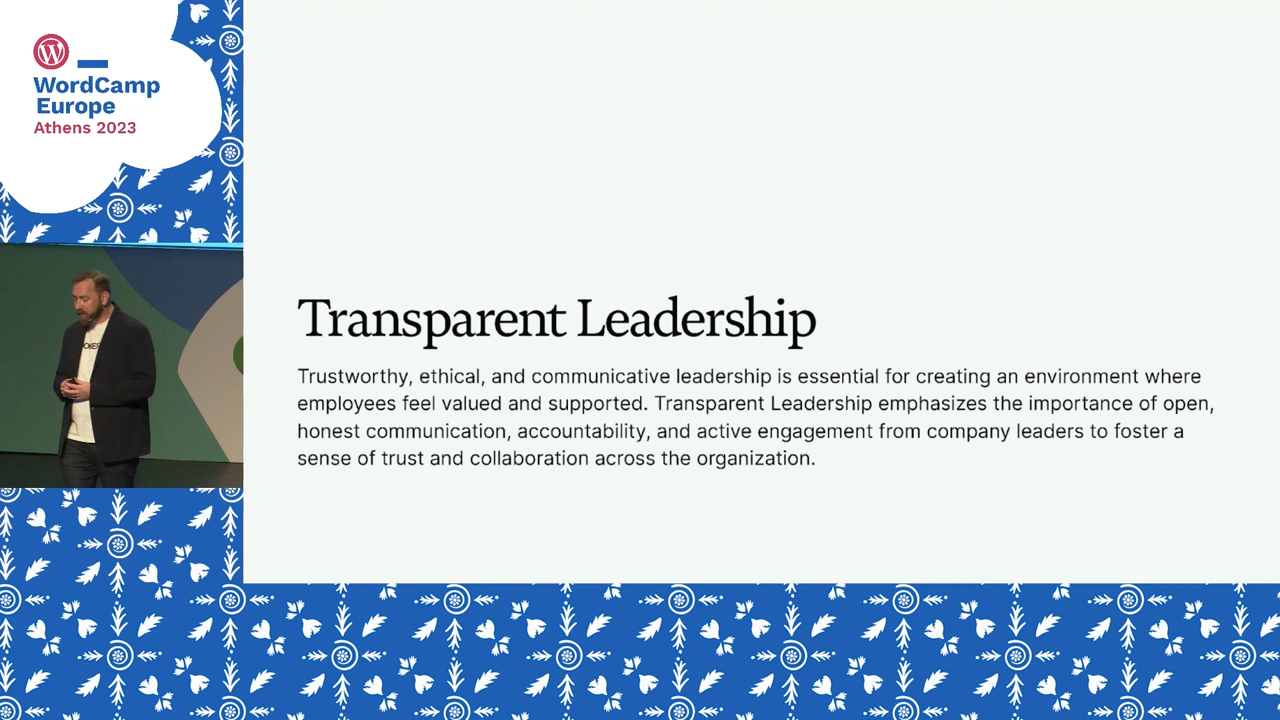 WordCamp
Europe
Athens 2023
Transparent Leadership
Trustworthy, ethical, and communicative leadership is essential for creating an environment where
employees feel valued and supported. Transparent Leadership emphasizes the importance of open,
honest communication, accountability, and active engagement from company leaders to foster a
sense of trust and collaboration across the organization.